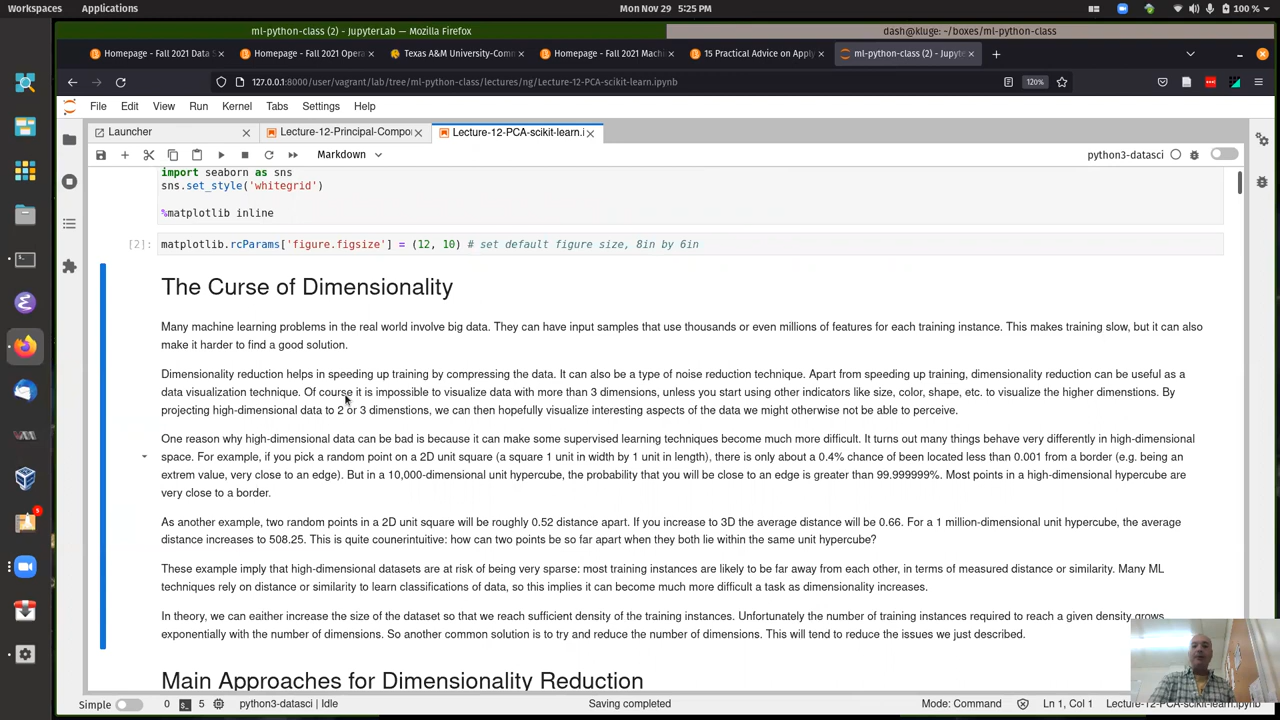 Workspaces Applications Mon Nov 29 5:25 PM 100 %
ml-python-class (2) - JupyterLab — Mozilla Firefox dash@kluge: ~/boxes/ml-python-class
Homepage - Fall 2021 Data S Homepage - Fall 2021 Opera Texas A&M University-Comm Homepage - Fall 2021 Machi 15 Practical Advice on Apply ml-python-class (2) - Jupyte
127.0.0.1:8000/user/vagrant/lab/tree/ml-python-class/lectures/ng/Lecture-12-PCA-scikit-learn.ipynb 120%
File Edit View Run Kernel Tabs Settings Help
Launcher Lecture-12-Principal-Compo Lecture-12-PCA-scikit-learn.i
Markdown python3-datasci
import seaborn as sns
sns.set_style('whitegrid')
%matplotlib inline
[2]: matplotlib.rcParams['figure.figsize'] = (12, 10) # set default figure size, 8in by 6in
The Curse of Dimensionality
Many machine learning problems in the real world involve big data. They can have input samples that use thousands or even millions of features for each training instance. This makes training slow, but it can also
make it harder to find a good solution.
Dimensionality reduction helps in speeding up training by compressing the data. It can also be a type of noise reduction technique. Apart from speeding up training, dimensionality reduction can be useful as a
data visualization technique. Of course it is impossible to visualize data with more than 3 dimensions, unless you start using other indicators like size, color, shape, etc. to visualize the higher dimenstions. By
projecting high-dimensional data to 2 or 3 dimenstions, we can then hopefully visualize interesting aspects of the data we might otherwise not be able to perceive.
One reason why high-dimensional data can be bad is because it can make some supervised learning techniques become much more difficult. It turns out many things behave very differently in high-dimensional
space. For example, if you pick a random point on a 2D unit square (a square 1 unit in width by 1 unit in length), there is only about a 0.4% chance of been located less than 0.001 from a border (e.g. being an
extrem value, very close to an edge). But in a 10,000-dimensional unit hypercube, the probability that you will be close to an edge is greater than 99.999999%. Most points in a high-dimensional hypercube are
very close to a border.
As another example, two random points in a 2D unit square will be roughly 0.52 distance apart. If you increase to 3D the average distance will be 0.66. For a 1 million-dimensional unit hypercube, the average
distance increases to 508.25. This is quite counerintuitive: how can two points be so far apart when they both lie within the same unit hypercube?
These example imply that high-dimensional datasets are at risk of being very sparse: most training instances are likely to be far away from each other, in terms of measured distance or similarity. Many ML
techniques rely on distance or similarity to learn classifications of data, so this implies it can become much more difficult a task as dimensionality increases.
In theory, we can eaither increase the size of the dataset so that we reach sufficient density of the training instances. Unfortunately the number of training instances required to reach a given density grows
exponentially with the number of dimensions. So another common solution is to try and reduce the number of dimensions. This will tend to reduce the issues we just described.
Main Approaches for Dimensionality Reduction
Simple 0 5 python3-datasci | Idle Saving completed Mode: Command Ln 1, Col 1 Lecture-12-PCA-scikit-learn.ipynb